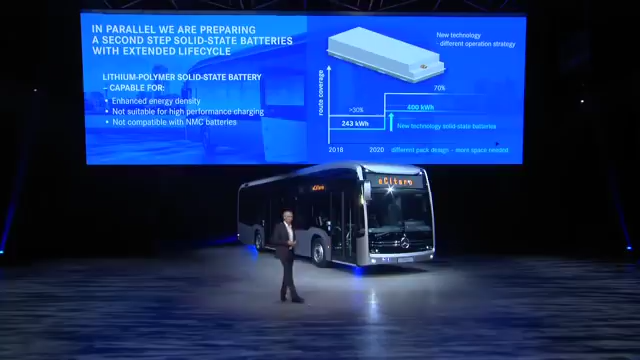 IN PARALLEL WE ARE PREPARING
A SECOND STEP SOLID-STATE BATTERIES
WITH EXTENDED LIFECYCLE
LITHIUM-POLYMER SOLID-STATE BATTERY
– CAPABLE FOR:
• Enhanced energy density
• Not suitable for high performance charging
• Not compatible with NMC batteries
New technology
- different operation strategy
route coverage
70%
>30%
400 kWh
243 kWh
New technology solid-state batteries
2018
2020
different pack design - more space needed
eCitaro